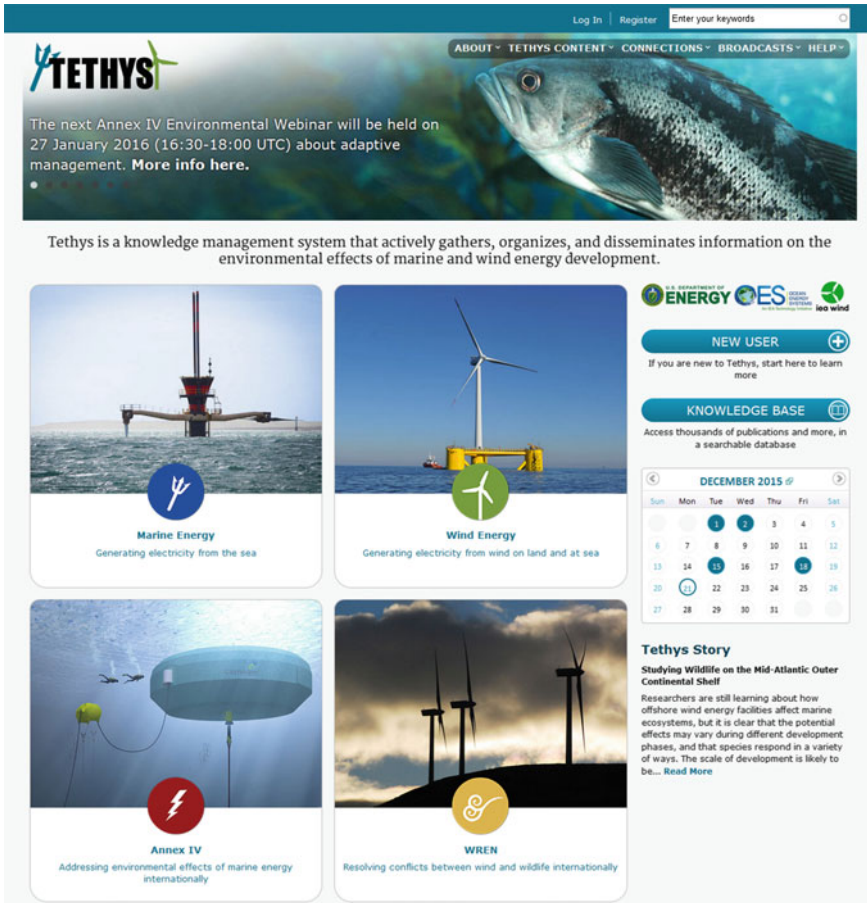 Log In | Register Enter your keywords
TETHYS
ABOUT TETHYS CONTENT CONNECTIONS BROADCASTS HELP
The next Annex IV Environmental Webinar will be held on
27 January 2016 (16:30-18:00 UTC) about adaptive
management. More info here.
Tethys is a knowledge management system that actively gathers, organizes, and disseminates information on the
environmental effects of marine and wind energy development.
Marine Energy
Generating electricity from the sea
Wind Energy
Generating electricity from wind on land and at sea
Annex IV
Addressing environmental effects of marine energy
internationally
WREN
Resolving conflicts between wind and wildlife internationally
U.S. DEPARTMENT OF
ENERGY
OES
OCEAN
ENERGY
SYSTEMS
iea wind
NEW USER
If you are new to Tethys, start here to learn
more
KNOWLEDGE BASE
Access thousands of publications and more, in
a searchable database
DECEMBER 2015
Sun Mon Tue Wed Thu Fri Sat
1 2 3 4 5
6 7 8 9 10 11 12
13 14 15 16 17 18 19
20 21 22 23 24 25 26
27 28 29 30 31
Tethys Story
Studying Wildlife on the Mid-Atlantic Outer
Continental Shelf
Researchers are still learning about how
offshore wind energy facilities affect marine
ecosystems, but it is clear that the potential
effects may vary during different development
phases, and that species respond in a variety
of ways. The scale of development is likely to
be... Read More